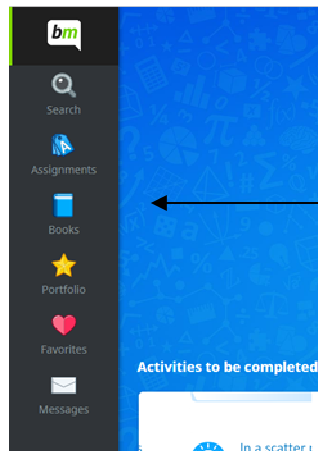 bm
Search
Assignments
Books
Portfolio
Favorites
Messages
Activities to be completed
In a scatter